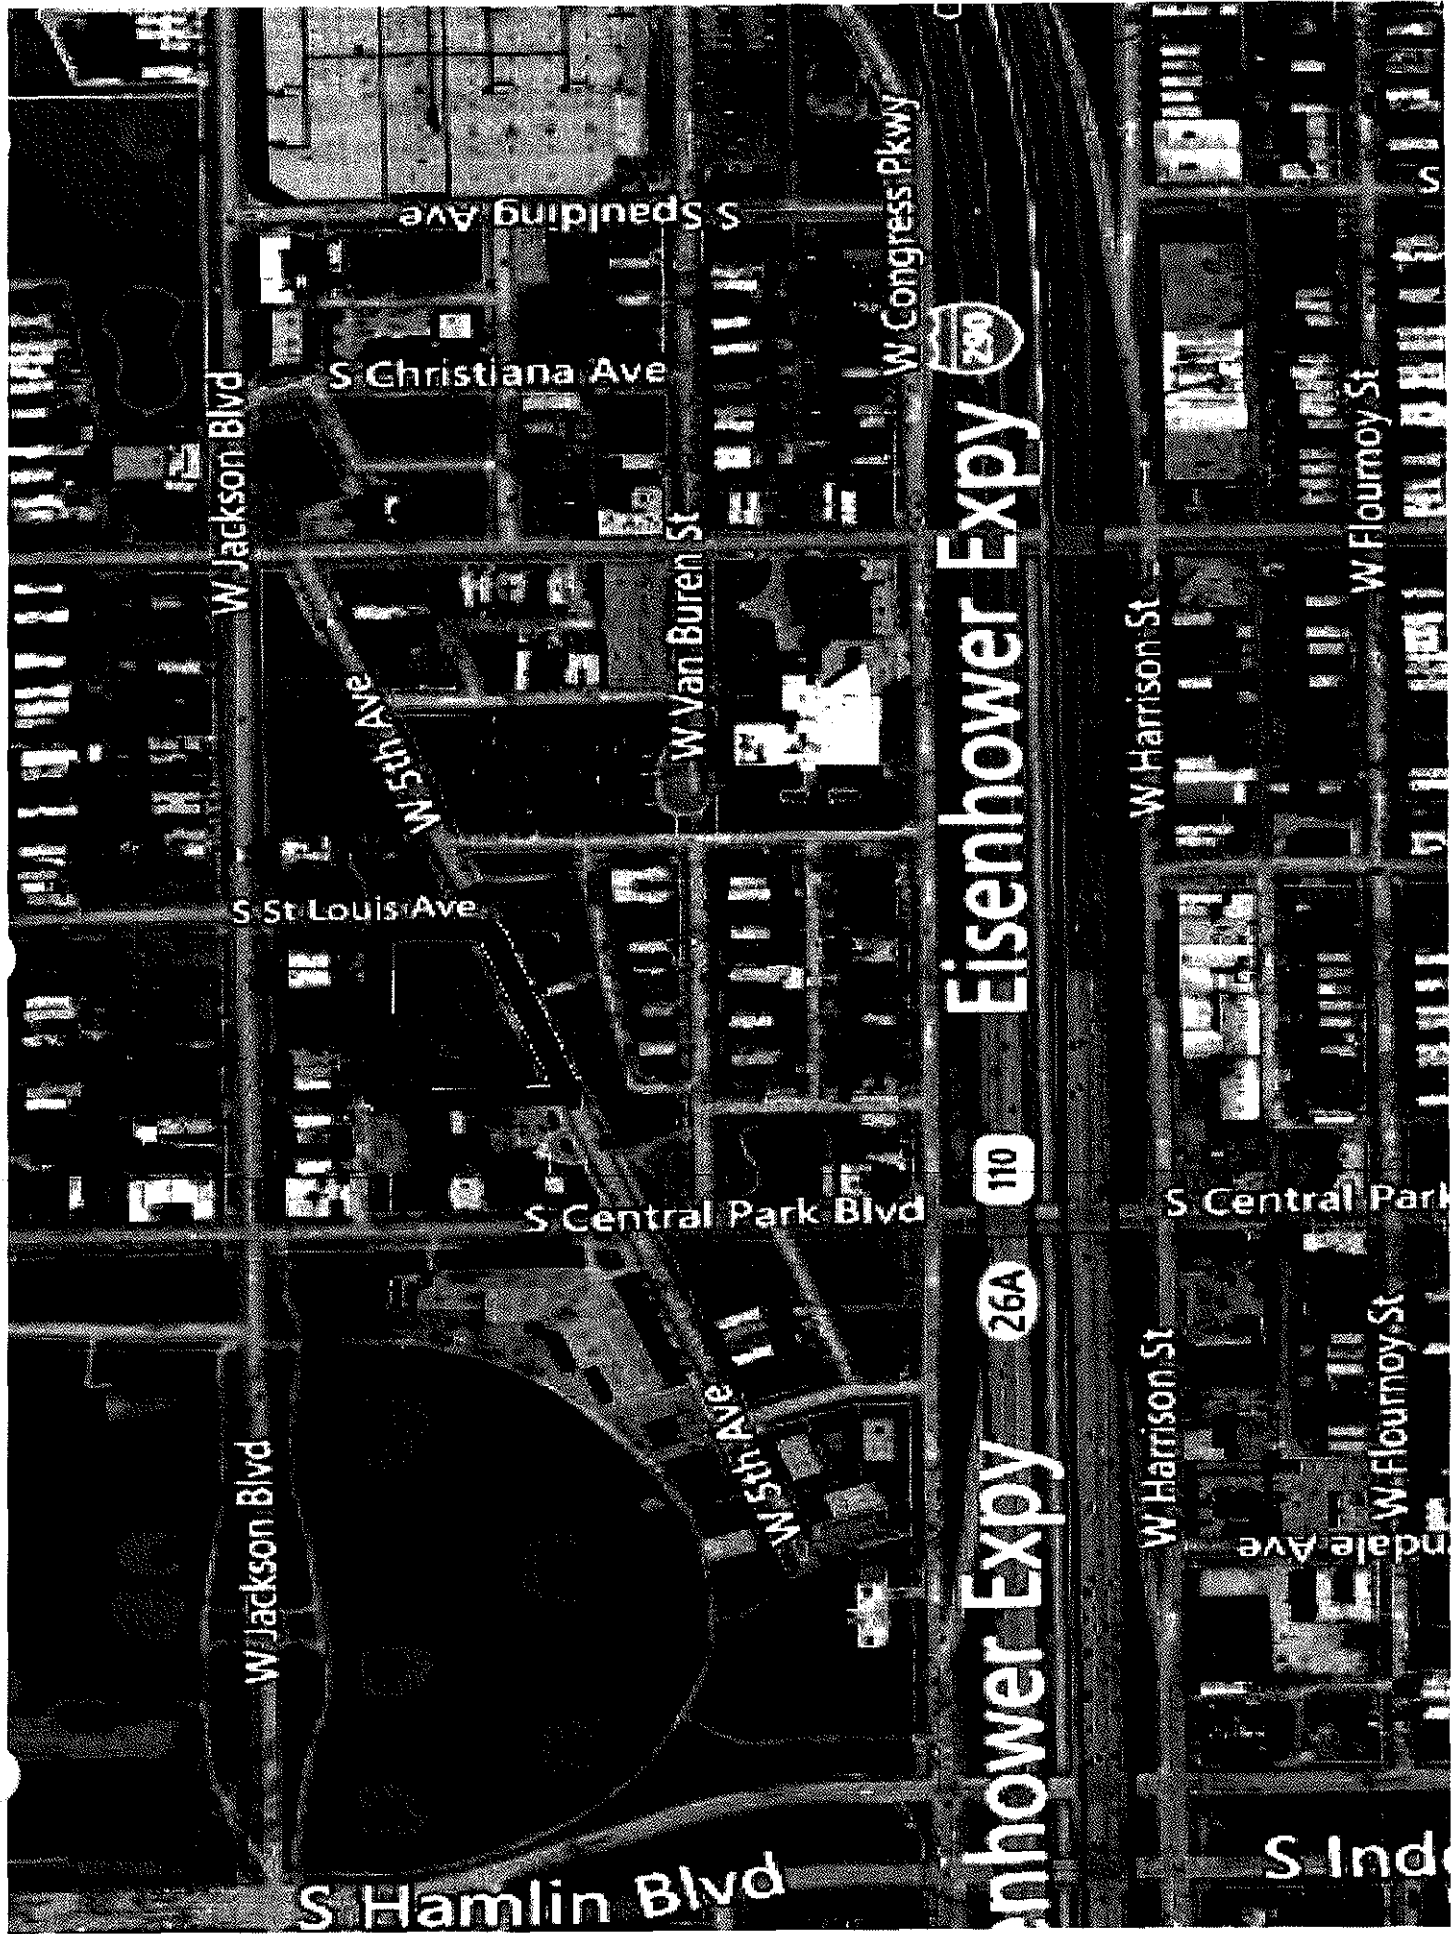 S Spaulding Ave
S
W Congress Pkwy
290
S Christiana Ave
W Jackson Blvd
W Flournoy St
Eisenhower Expy
W Van Buren St
W Harrison St
W 5th Ave
S St Louis Ave
110
S Central Park Blvd
S Central Park
26A
W Harrison St
W Flournoy St
W 5th Ave
W Jackson Blvd
ndale Ave
enhower Expy
S Hamlin Blvd
S Inde